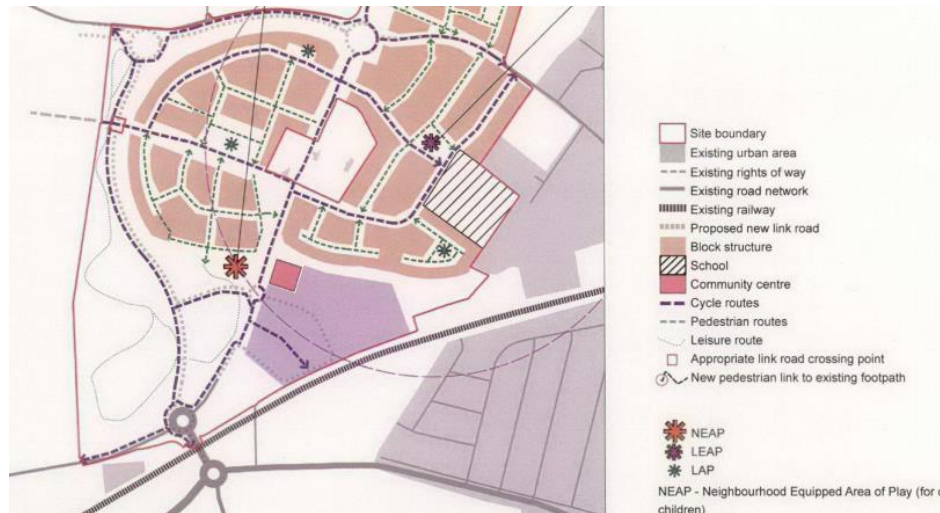 Site boundary
Existing urban area
Existing rights of way
Existing road network
Existing railway
Proposed new link road
Block structure
School
Community centre
Cycle routes
Pedestrian routes
Leisure route
Appropriate link road crossing point
New pedestrian link to existing footpath
NEAP
LEAP
LAP
NEAP - Neighbourhood Equipped Area of Play (for
children)